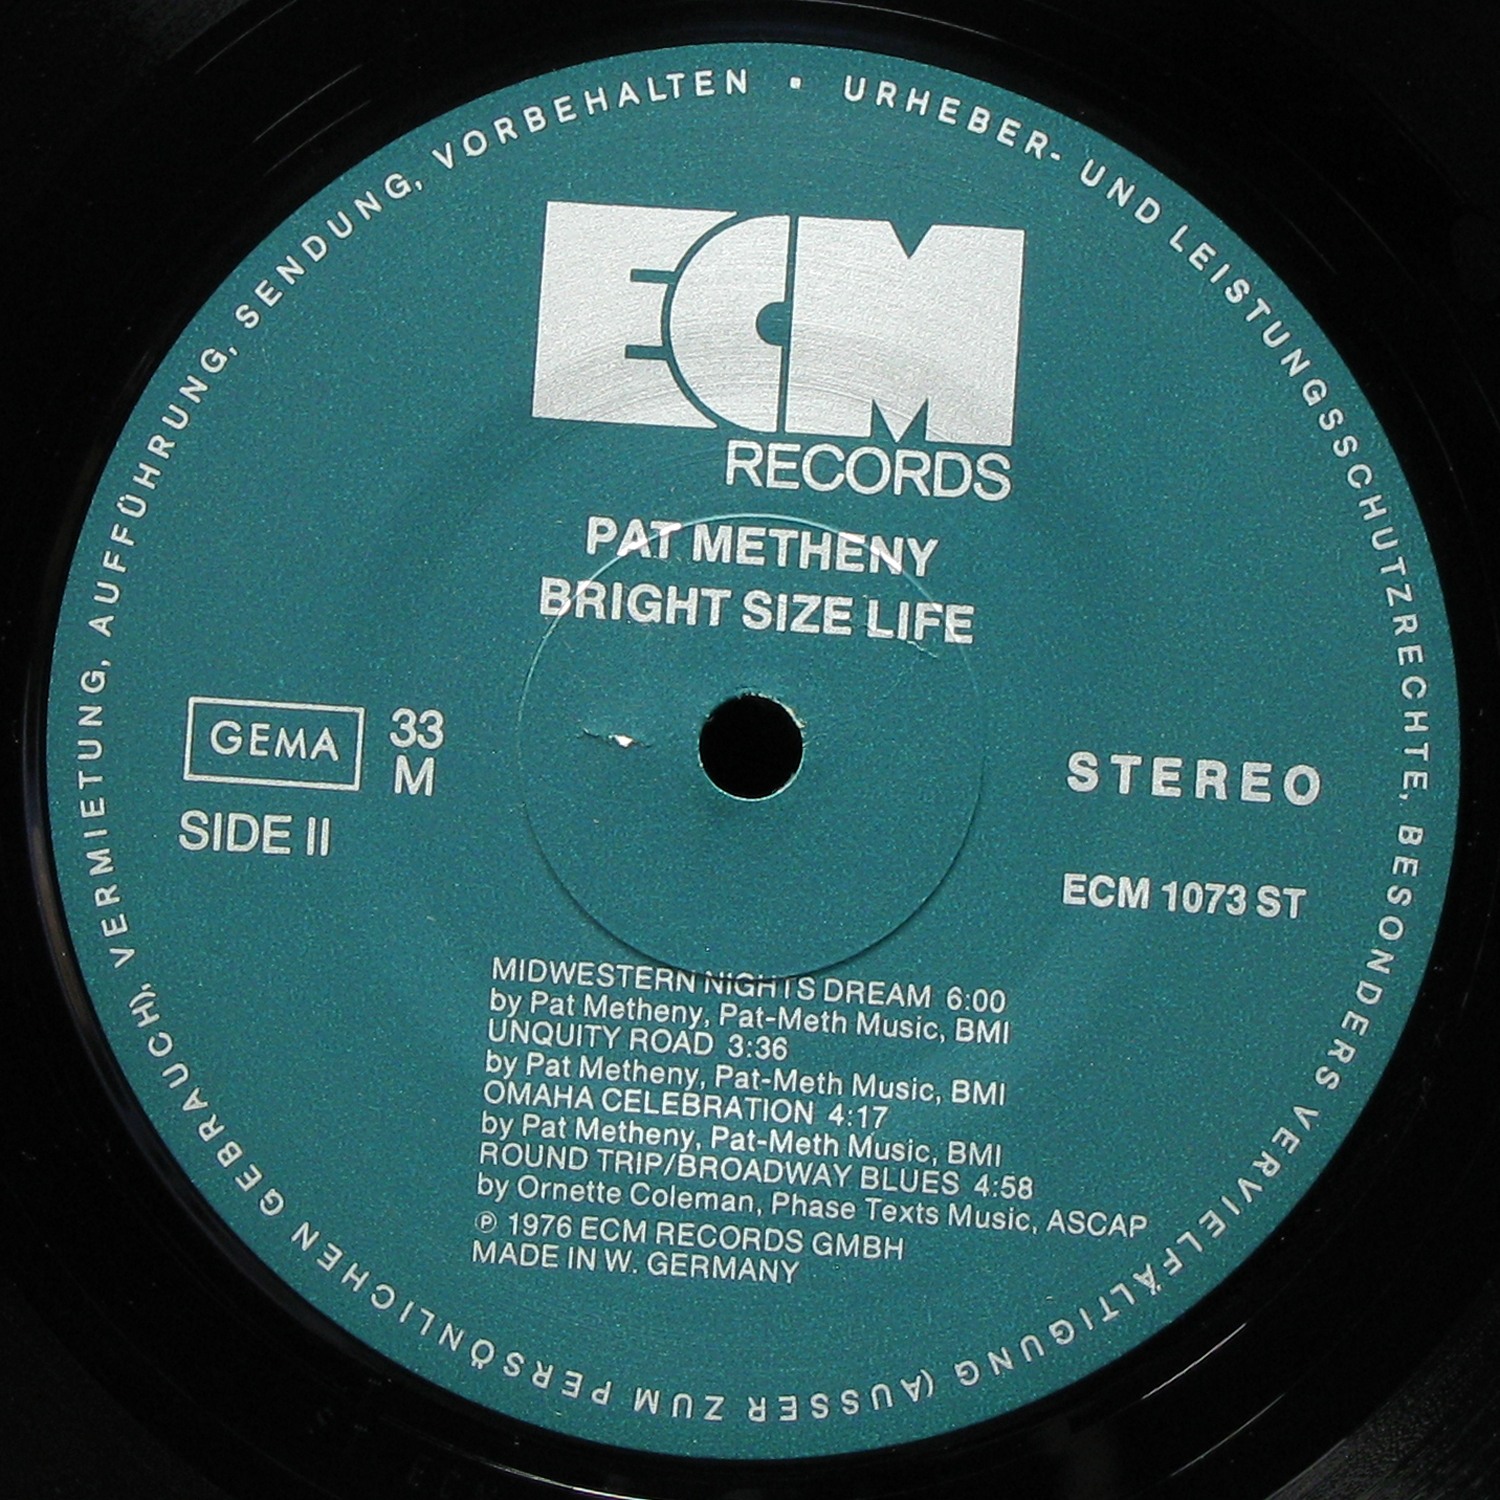 URHEBER- UND LEISTUNGSSCHUTZRECHTE, BESONDERS VERVIELFÄLTIGUNG (AUSSER ZUM PERSÖNLICHEN GEBRAUCH), VERMIETUNG, AUFFÜHRUNG, SENDUNG, VORBEHALTEN •
ECM
RECORDS
PAT METHENY
BRIGHT SIZE LIFE
GEMA
33
M
SIDE II
STEREO
ECM 1073 ST
MIDWESTERN NIGHTS DREAM 6:00
by Pat Metheny, Pat-Meth Music, BMI
UNQUITY ROAD 3:36
by Pat Metheny, Pat-Meth Music, BMI
OMAHA CELEBRATION 4:17
by Pat Metheny, Pat-Meth Music, BMI
ROUND TRIP/BROADWAY BLUES 4:58
by Ornette Coleman, Phase Texts Music, ASCAP
℗ 1976 ECM RECORDS GMBH
MADE IN W. GERMANY